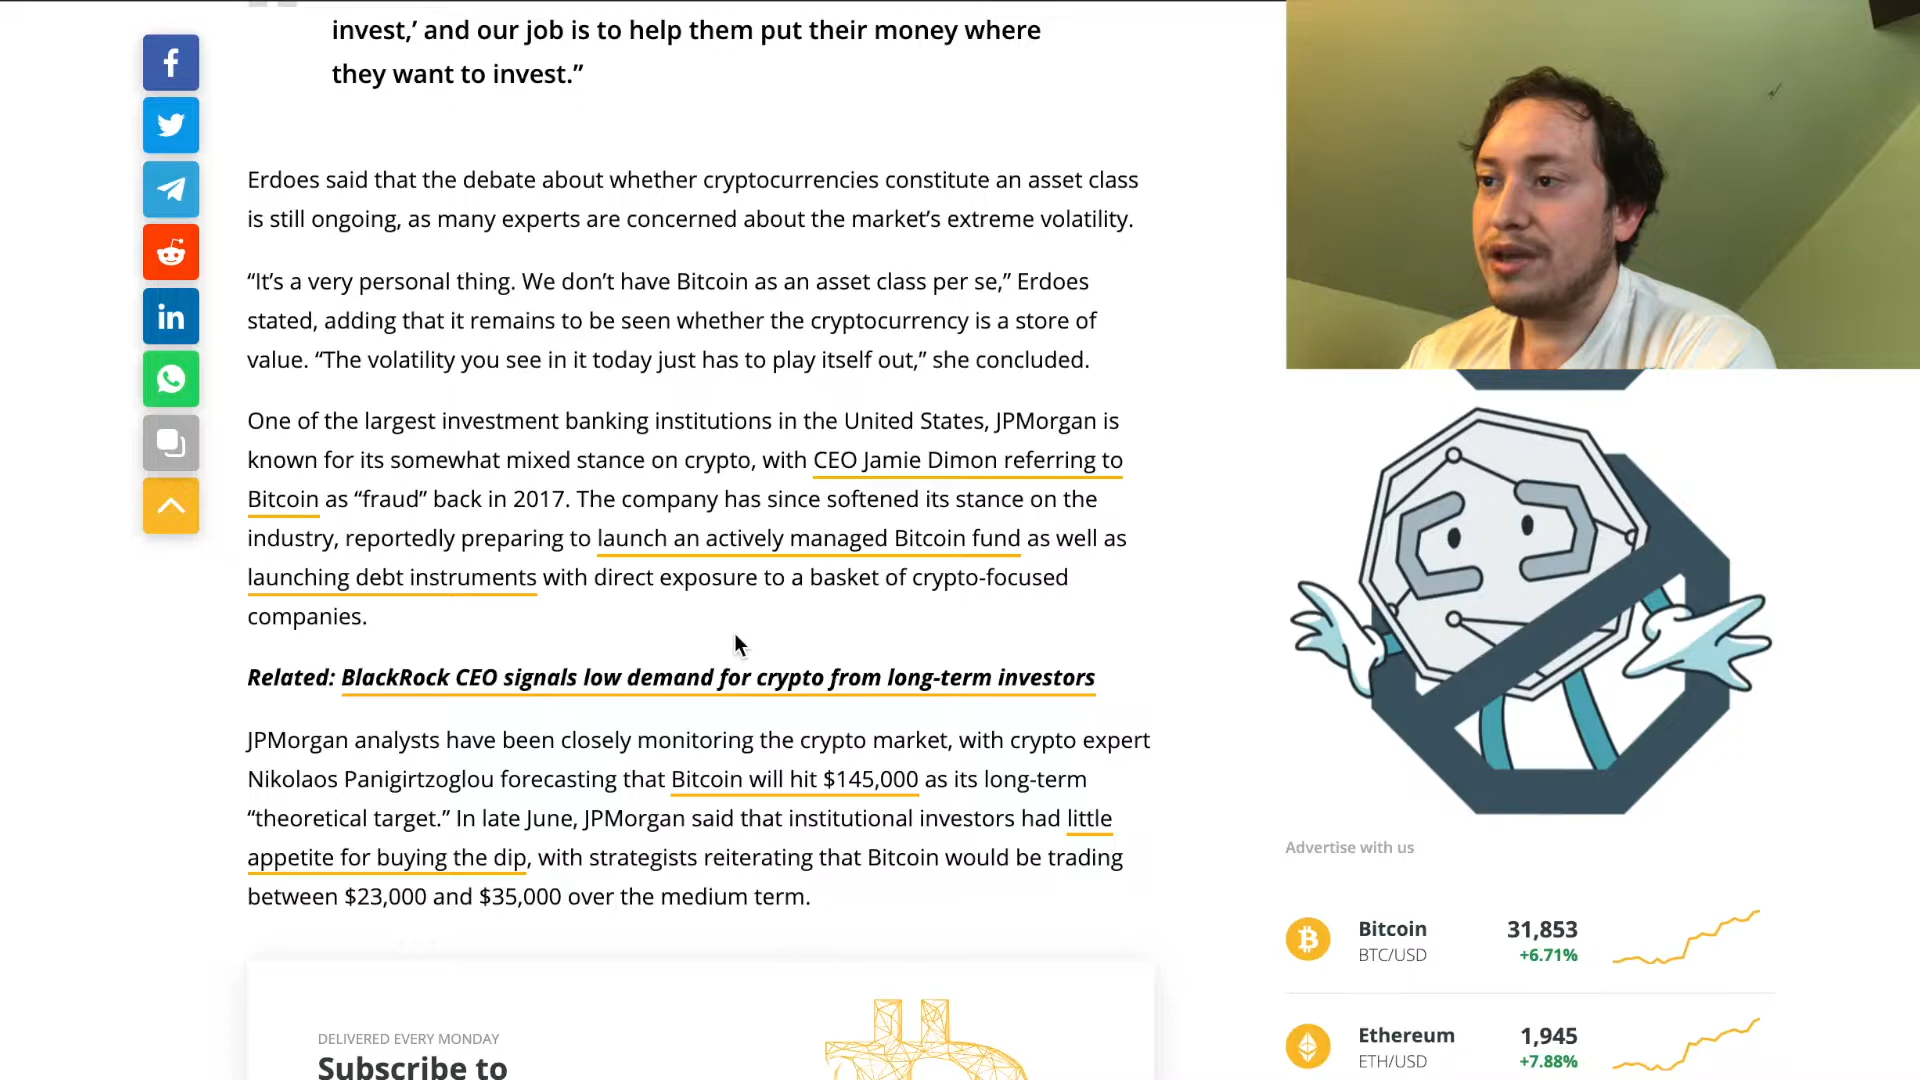 invest,’ and our job is to help them put their money where
they want to invest.”
Erdoes said that the debate about whether cryptocurrencies constitute an asset class
is still ongoing, as many experts are concerned about the market’s extreme volatility.
“It’s a very personal thing. We don’t have Bitcoin as an asset class per se,” Erdoes
stated, adding that it remains to be seen whether the cryptocurrency is a store of
value. “The volatility you see in it today just has to play itself out,” she concluded.
One of the largest investment banking institutions in the United States, JPMorgan is
known for its somewhat mixed stance on crypto, with CEO Jamie Dimon referring to
Bitcoin as “fraud” back in 2017. The company has since softened its stance on the
industry, reportedly preparing to launch an actively managed Bitcoin fund as well as
launching debt instruments with direct exposure to a basket of crypto-focused
companies.
Related: BlackRock CEO signals low demand for crypto from long-term investors
JPMorgan analysts have been closely monitoring the crypto market, with crypto expert
Nikolaos Panigirtzoglou forecasting that Bitcoin will hit $145,000 as its long-term
“theoretical target.” In late June, JPMorgan said that institutional investors had little
appetite for buying the dip, with strategists reiterating that Bitcoin would be trading
between $23,000 and $35,000 over the medium term.
DELIVERED EVERY MONDAY
Subscribe to
Advertise with us
Bitcoin 31,853
BTC/USD +6.71%
Ethereum 1,945
ETH/USD +7.88%